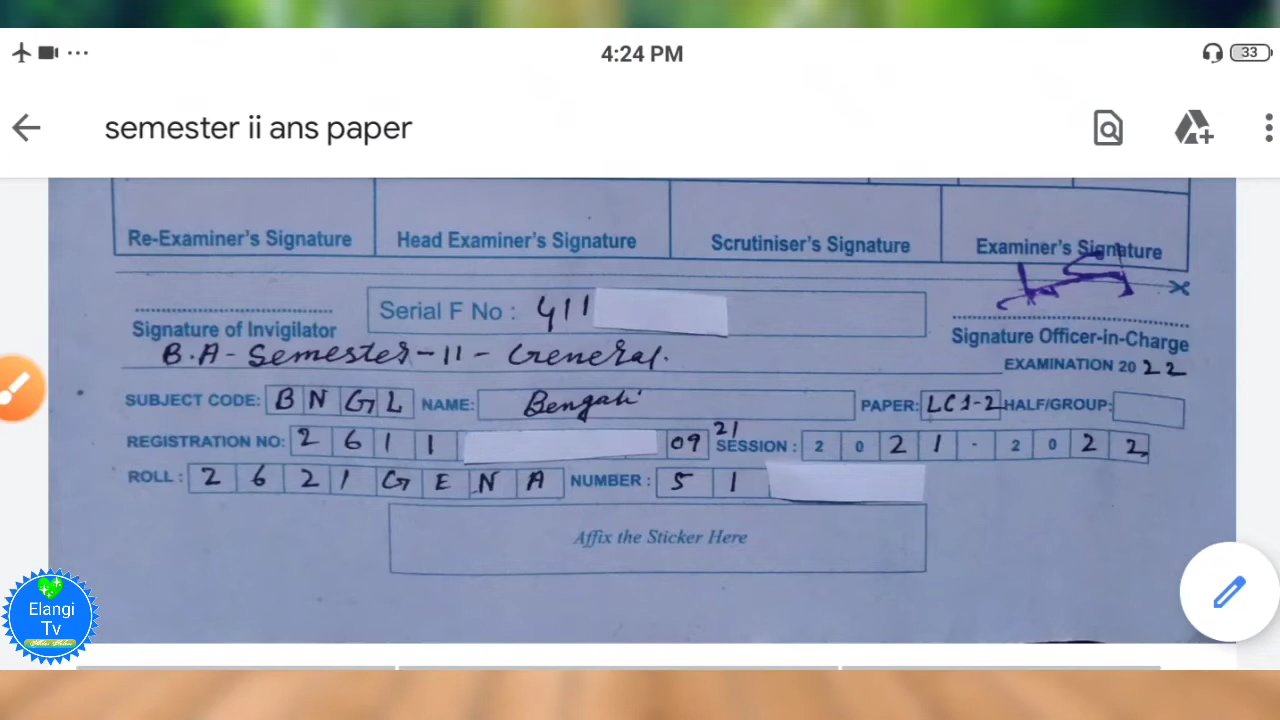 4:24 PM
33
semester ii ans paper
Re-Examiner's Signature Head Examiner's Signature Scrutiniser's Signature Examiner's Signature
Serial F No : 411
Signature of Invigilator Signature Officer-in-Charge
B.A - Semester - II - General.
EXAMINATION 20 22
SUBJECT CODE: B N G L NAME: Bengali PAPER: LC1-2 HALF/GROUP:
REGISTRATION NO: 2 6 1 1 09 21 SESSION : 2 0 2 1 - 2 0 2 2
ROLL : 2 6 2 1 G E N A NUMBER : 5 1
Affix the Sticker Here
Elangi
Tv